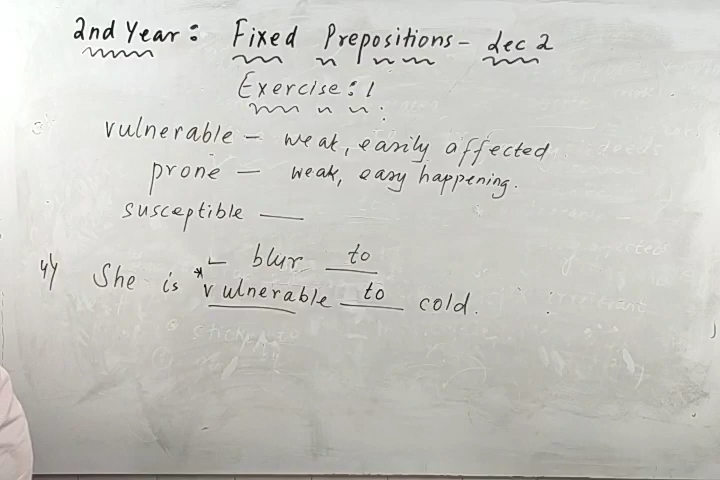 2nd Year: Fixed Prepositions - Lec 2
Exercise: 1
vulnerable - weak, easily affected
prone - weak, easy happening.
susceptible —
blur to
4) She is *vulnerable to cold.